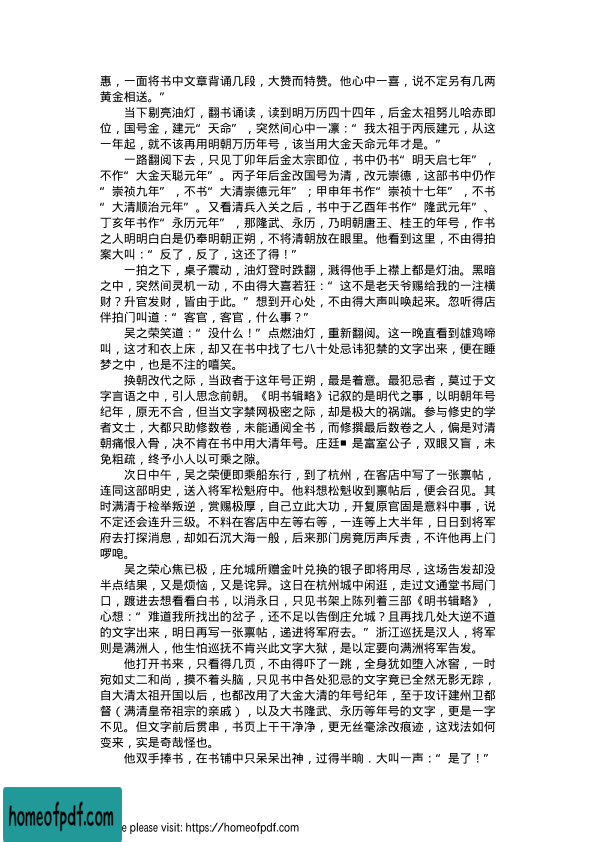 惠，一面将书中文章背诵几段，大赞而特赞。他心中一喜，说不定另有几两
黄金相送。”
当下剔亮油灯，翻书诵读，读到明万历四十四年，后金太祖努儿哈赤即
位，国号金，建元“天命”，突然间心中一凛：“我太祖于丙辰建元，从这
一年起，就不该再用明朝万历年号，该当用大金天命元年才是。”
一路翻阅下去，只见丁卯年后金太宗即位，书中仍书“明天启七年”，
不作“大金天聪元年”。丙子年后金改国号为清，改元崇德，这部书中仍作
“崇祯九年”，不书“大清崇德元年”；甲申年书作“崇祯十七年”，不书
“大清顺治元年”。又看清兵入关之后，书中于乙酉年书作“隆武元年”、
丁亥年书作“永历元年”，那隆武、永历，乃明朝唐王、桂王的年号，作书
之人明明白白是仍奉明朝正朔，不将清朝放在眼里。他看到这里，不由得拍
案大叫：“反了，反了，这还了得！”
一拍之下，桌子震动，油灯登时跌翻，溅得他手上襟上都是灯油。黑暗
之中，突然间灵机一动，不由得大喜若狂：“这不是老天爷赐给我的一注横
财？升官发财，皆由于此。”想到开心处，不由得大声叫唤起来。忽听得店
伴拍门叫道：“客官，客官，什么事？”
吴之荣笑道：“没什么！”点燃油灯，重新翻阅。这一晚直看到雄鸡啼
叫，这才和衣上床，却又在书中找了七八十处忌讳犯禁的文字出来，便在睡
梦之中，也是不住的嘻笑。
换朝改代之际，当政者于这年号正朔，最是着意。最犯忌者，莫过于文
字言语之中，引人思念前朝。《明书辑略》记叙的是明代之事，以明朝年号
纪年，原无不合，但当文字禁网极密之际，却是极大的祸端。参与修史的学
者文士，大都只助修数卷，未能通阅全书，而修撰最后数卷之人，偏是对清
朝痛恨入骨，决不肯在书中用大清年号。庄廷■是富室公子，双眼又盲，未
免粗疏，终予小人以可乘之隙。
次日中午，吴之荣便即乘船东行，到了杭州，在客店中写了一张禀帖，
连同这部明史，送入将军松魁府中。他料想松魁收到禀帖后，便会召见。其
时满清于检举叛逆，赏赐极厚，自己立此大功，开复原官固是意料中事，说
不定还会连升三级。不料在客店中左等右等，一连等上大半年，日日到将军
府去打探消息，却如石沉大海一般，后来那门房竟厉声斥责，不许他再上门
啰唣。
吴之荣心焦已极，庄允城所赠金叶兑换的银子即将用尽，这场告发却没
半点结果，又是烦恼，又是诧异。这日在杭州城中闲逛，走过文通堂书局门
口，踱进去想看看白书，以消永日，只见书架上陈列着三部《明书辑略》，
心想：“难道我所找出的岔子，还不足以告倒庄允城？且再找几处大逆不道
的文字出来，明日再写一张禀帖，递进将军府去。”浙江巡抚是汉人，将军
则是满洲人，他生怕巡抚不肯兴此文字大狱，是以定要向满洲将军告发。
他打开书来，只看得几页，不由得吓了一跳，全身犹如堕入冰窖，一时
宛如丈二和尚，摸不着头脑，只见书中各处犯忌的文字竟已全然无影无踪，
自大清太祖开国以后，也都改用了大金大清的年号纪年，至于攻讦建州卫都
督（满清皇帝祖宗的亲戚），以及大书隆武、永历等年号的文字，更是一字
不见。但文字前后贯串，书页上干干净净，更无丝毫涂改痕迹，这戏法如何
变来，实是奇哉怪也。
他双手捧书，在书铺中只呆呆出神，过得半晌．大叫一声：“是了！”
homeofpdf.com
please visit: https://homeofpdf.com